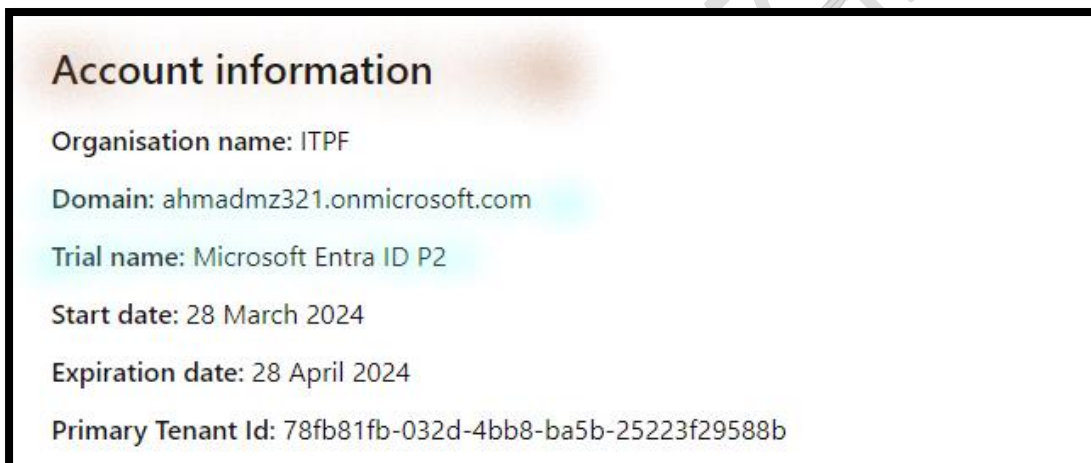 Account information
Organisation name: ITPF
Domain: ahmadmz321.onmicrosoft.com
Trial name: Microsoft Entra ID P2
Start date: 28 March 2024
Expiration date: 28 April 2024
Primary Tenant Id: 78fb81fb-032d-4bb8-ba5b-25223f29588b